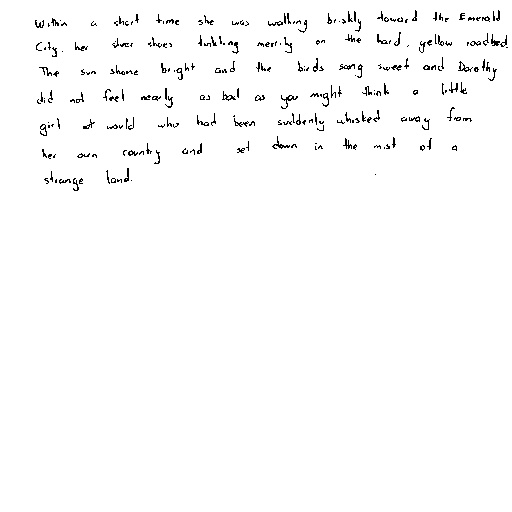 Within a short time she was walking briskly toward the Emerald
City, her silver shoes tinkling merrily on the hard, yellow roadbed.
The sun shone bright and the birds sang sweet and Dorothy
did not feel nearly as bad as you might think a little
girl would who had been suddenly whisked away from
her own country and set down in the mist of a
strange land.